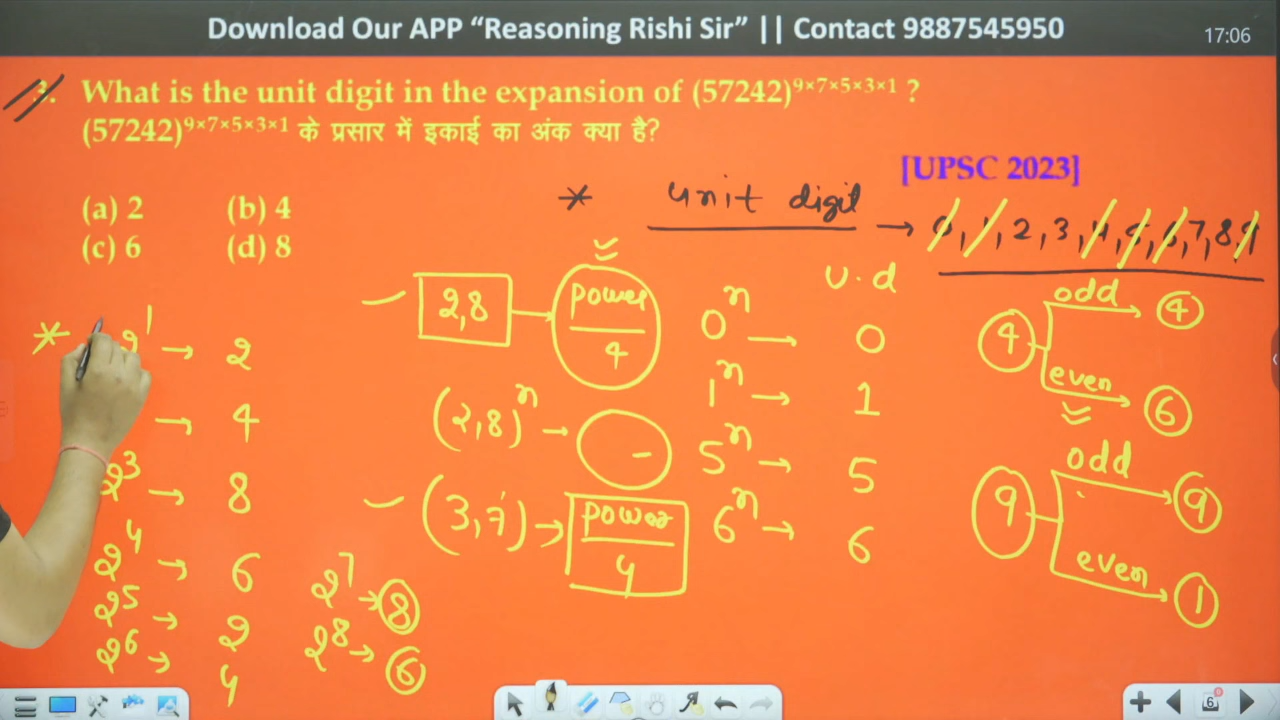 Download Our APP “Reasoning Rishi Sir” || Contact 9887545950
17:06
3. What is the unit digit in the expansion of (57242)^9×7×5×3×1 ?
(57242)^9×7×5×3×1 के प्रसार में इकाई का अंक क्या है?
[UPSC 2023]
(a) 2 (b) 4
(c) 6 (d) 8
* unit digit → 0, 1, 2, 3, 4, 5, 6, 7, 8, 9
u.d
2,8 → power/4
(2,8)^n →
(3,7) → power/4
0^n → 0
1^n → 1
5^n → 5
6^n → 6
4 odd → 4
even → 6
9 odd → 9
even → 1
* 2^1 → 2
→ 4
2^3 → 8
2^4 → 6
2^5 → 2
2^6 → 4
2^7 → 8
2^8 → 6
6